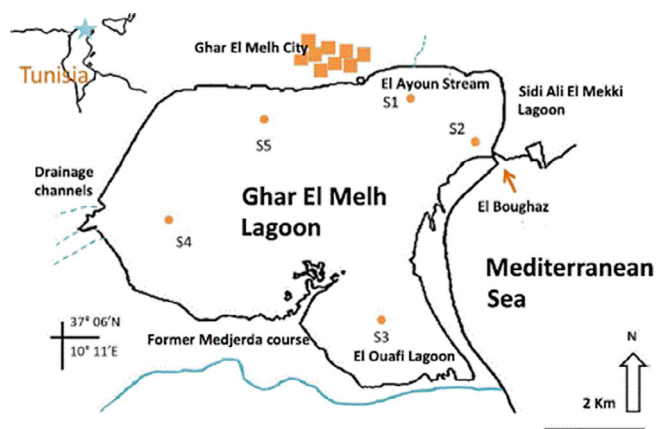 Tunisia
Ghar El Melh City
El Ayoun Stream
S1
S2
Sidi Ali El Mekki
Lagoon
S5
Drainage
channels
Ghar El Melh
Lagoon
El Boughaz
S4
Mediterranean
Sea
37° 06'N
10° 11'E
Former Medjerda course
S3
El Ouafi Lagoon
N
2 Km